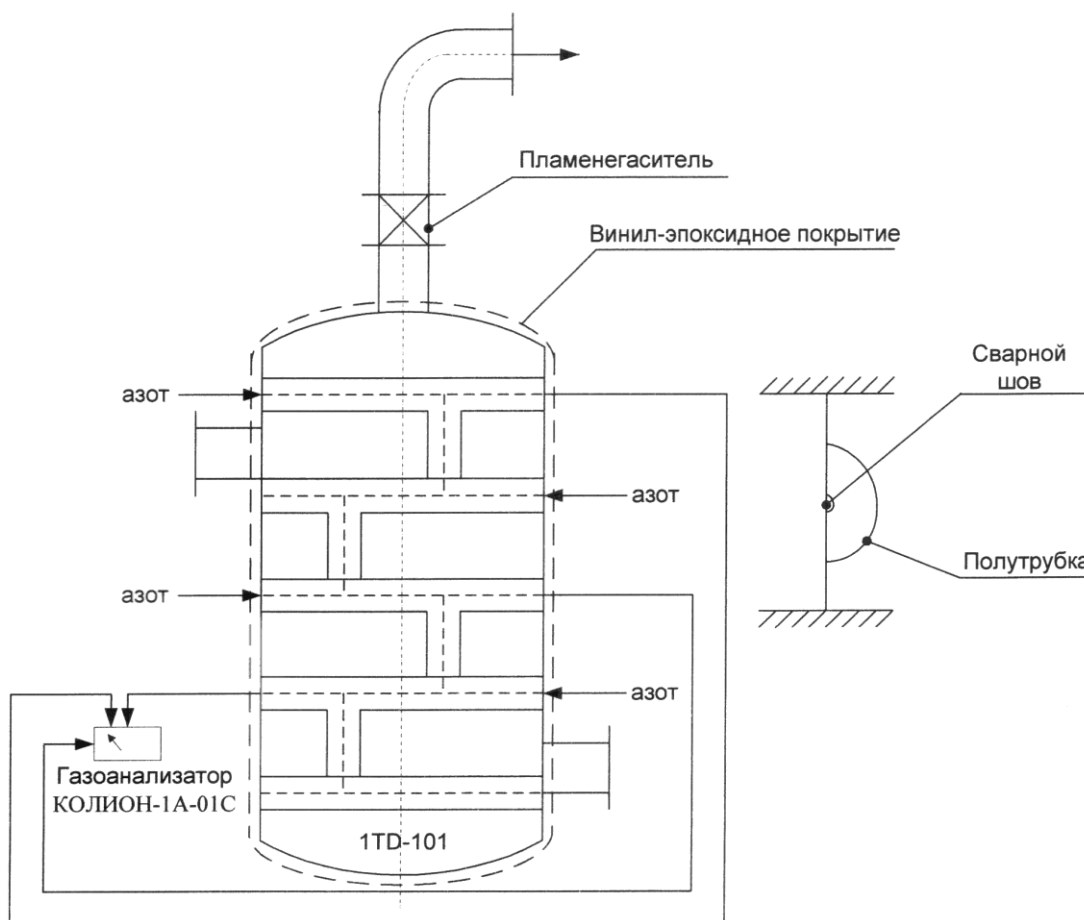 Пламенегаситель
Винил-эпоксидное покрытие
Сварной
шов
азот
азот
Полутрубка
азот
азот
Газоанализатор
КОЛИОН-1А-01С
1TD-101